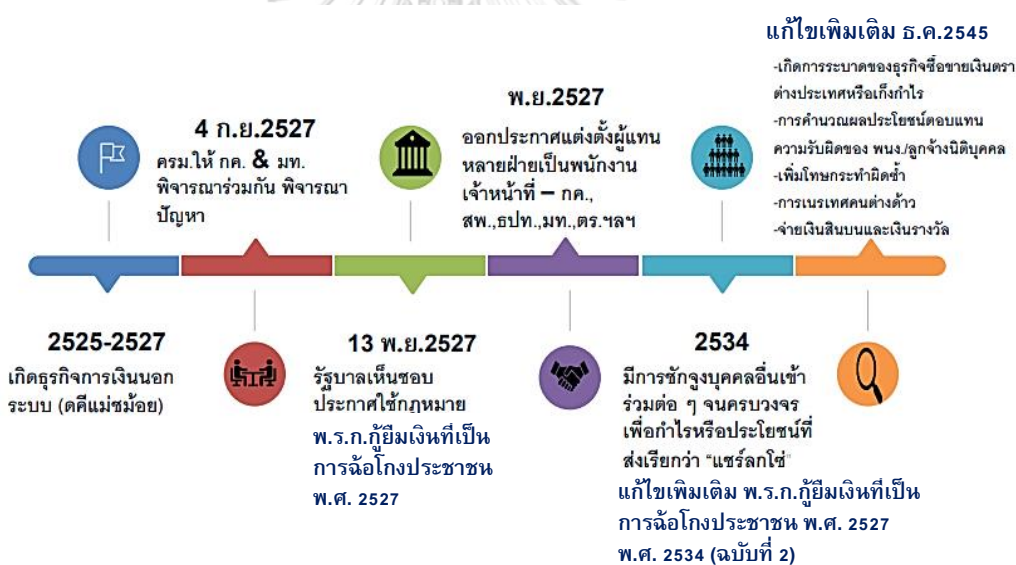 2525-2527
เกิดธุรกิจการเงินนอก
ระบบ (คดีแม่ชม้อย)
4 ก.ย.2527
ครม.ให้ กค. & มท.
พิจารณาร่วมกัน พิจารณา
ปัญหา
13 พ.ย.2527
รัฐบาลเห็นชอบ
ประกาศใช้กฎหมาย
พ.ร.ก.กู้ยืมเงินที่เป็น
การฉ้อโกงประชาชน
พ.ศ. 2527
พ.ย.2527
ออกประกาศแต่งตั้งผู้แทน
หลายฝ่ายเป็นพนักงาน
เจ้าหน้าที่ – กค.,
สพ.,ธปท.,มท.,ตร.ฯลฯ
2534
มีการชักจูงบุคคลอื่นเข้า
ร่วมต่อ ๆ จนครบวงจร
เพื่อกำไรหรือประโยชน์ที่
ส่งเรียกว่า "แชร์ลูกโซ่"
แก้ไขเพิ่มเติม พ.ร.ก.กู้ยืมเงินที่เป็น
การฉ้อโกงประชาชน พ.ศ. 2527
พ.ศ. 2534 (ฉบับที่ 2)
แก้ไขเพิ่มเติม ธ.ค.2545
-เกิดการระบาดของธุรกิจซื้อขายเงินตรา
ต่างประเทศหรือเก็งกำไร
-การคำนวณผลประโยชน์ตอบแทน
ความรับผิดของ พนง./ลูกจ้างนิติบุคคล
-เพิ่มโทษกระทำผิดซ้ำ
-การเนรเทศคนต่างด้าว
-จ่ายเงินสินบนและเงินรางวัล